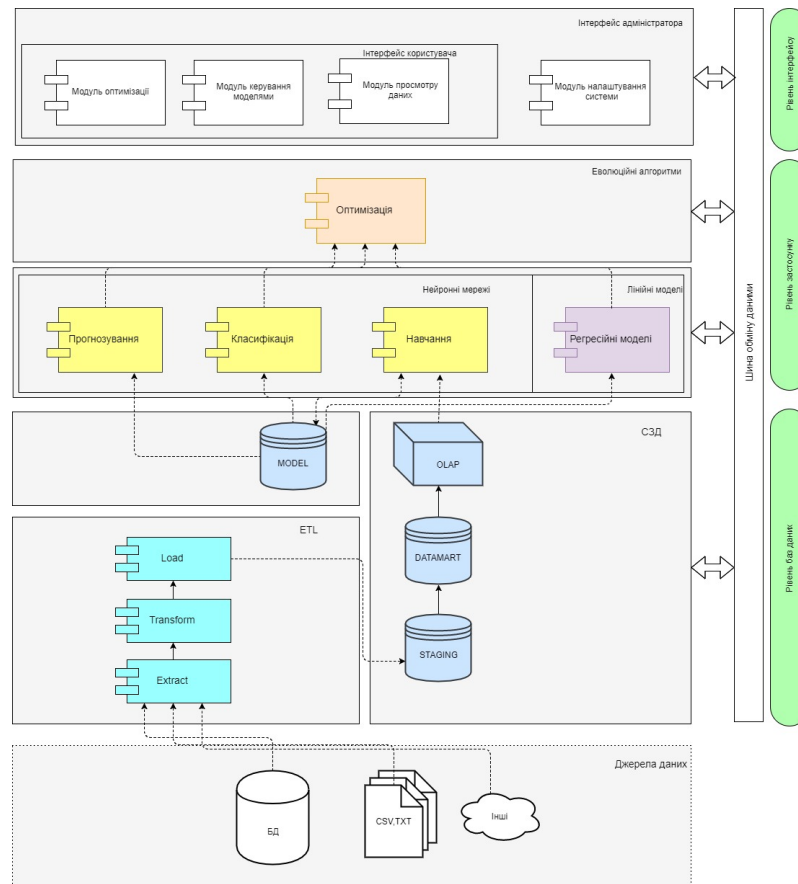 Інтерфейс адміністратора
Інтерфейс користувача
Модуль оптимізації
Модуль керування
моделями
Модуль просмотру
даних
Модуль налаштування
системи
Рівень інтерфейсу
Еволюційні алгоритми
Оптимізація
Рівень застосунку
Шина обміну даними
Нейронні мережі
Лінійні моделі
Прогнозування
Класифікація
Навчання
Регресійні моделі
MODEL
СЗД
OLAP
DATAMART
STAGING
Рівень баз даних
ETL
Load
Transform
Extract
Джерела даних
БД
CSV,TXT
Інші